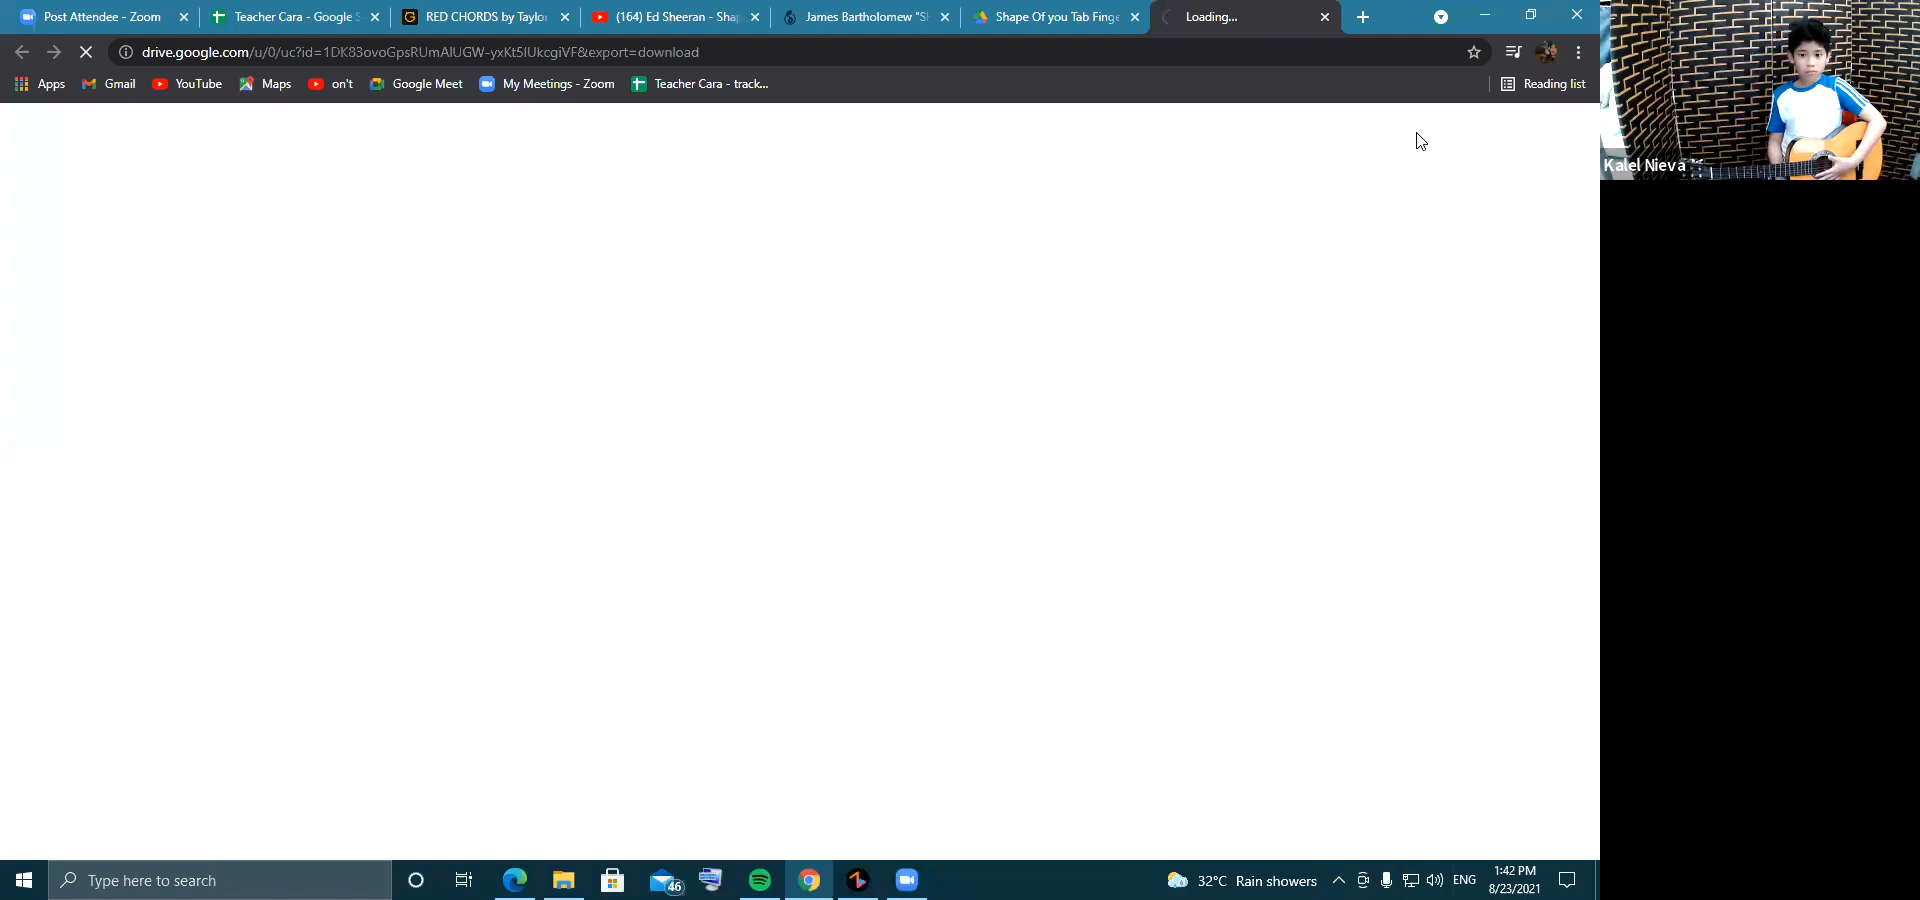 Post Attendee - Zoom
Teacher Cara - Google S
RED CHORDS by Taylo
(164) Ed Sheeran - Sha
James Bartholomew "S
Shape Of you Tab Finge
Loading...
drive.google.com/u/0/uc?id=1DK83ovoGpsRUmAlUGW-yxKt5lUkcgiVF&export=download
Apps
Gmail
YouTube
Maps
on't
Google Meet
My Meetings - Zoom
Teacher Cara - track...
Reading list
Kalel Nieva
Type here to search
46
32°C Rain showers
ENG
1:42 PM
8/23/2021